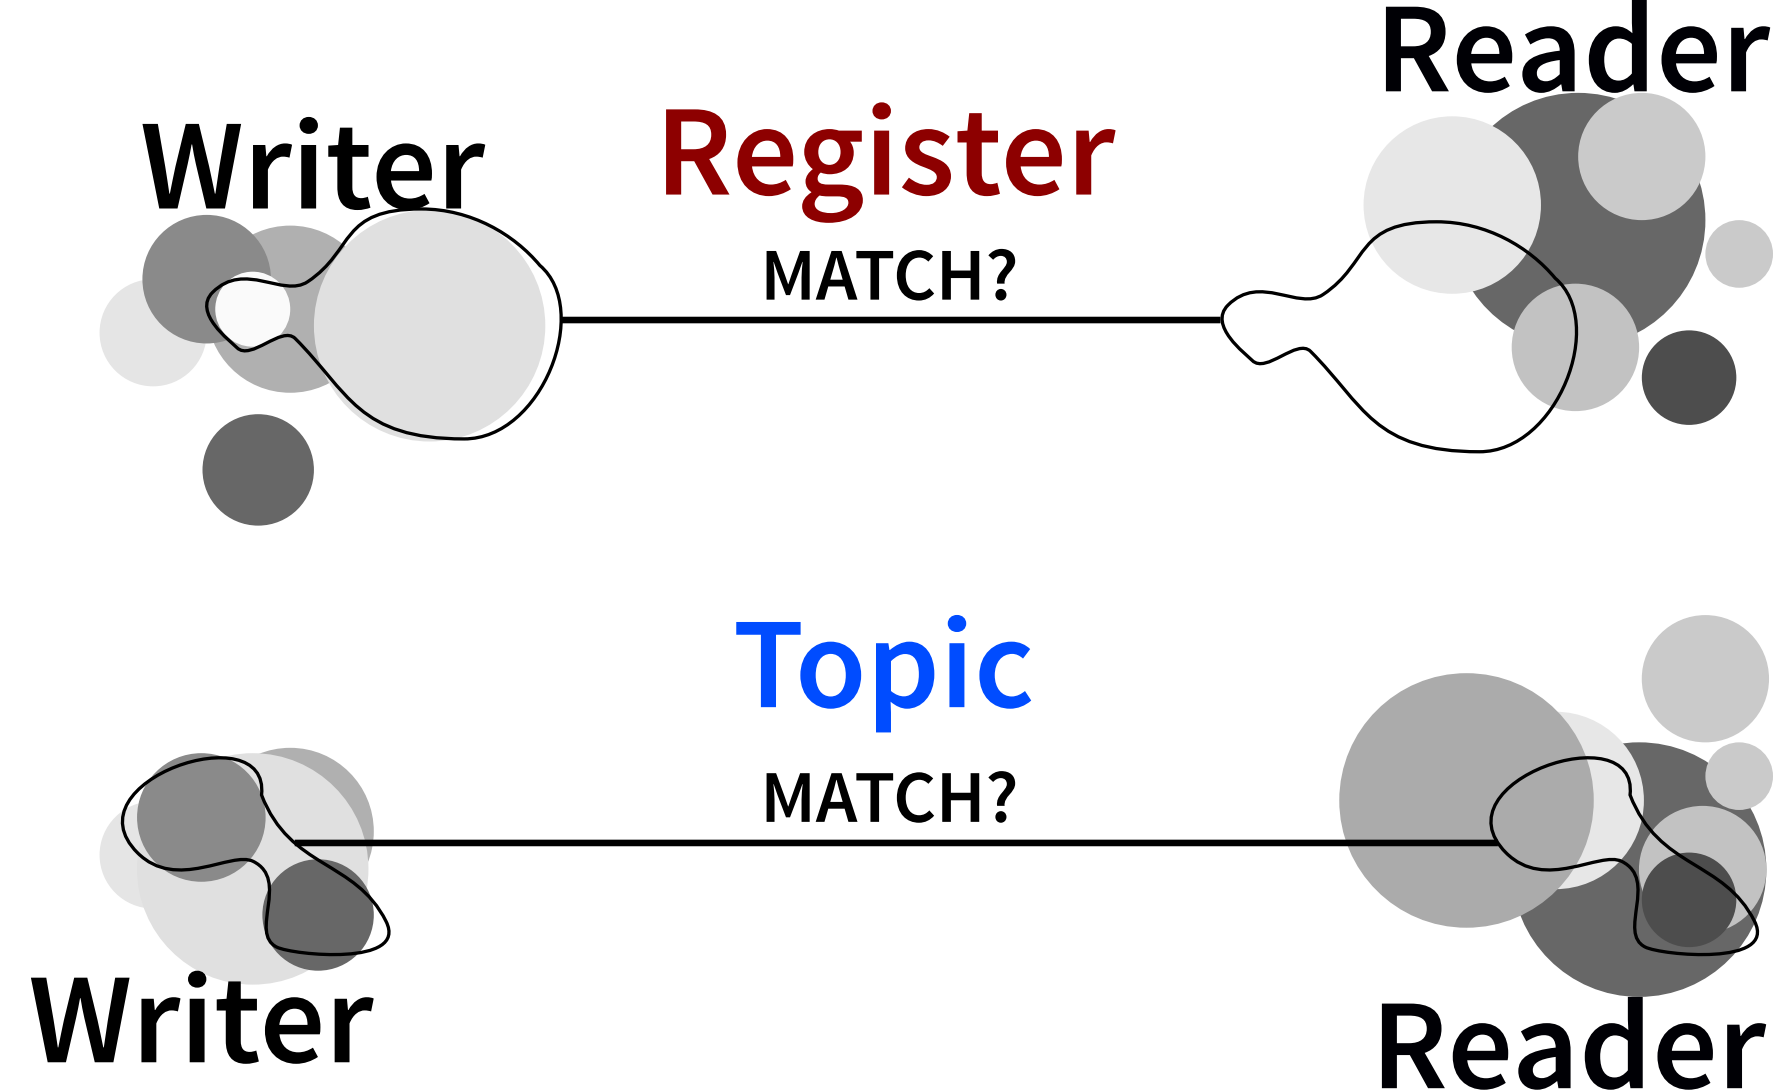 Reader
Writer
Register
MATCH?
Topic
MATCH?
Writer
Reader